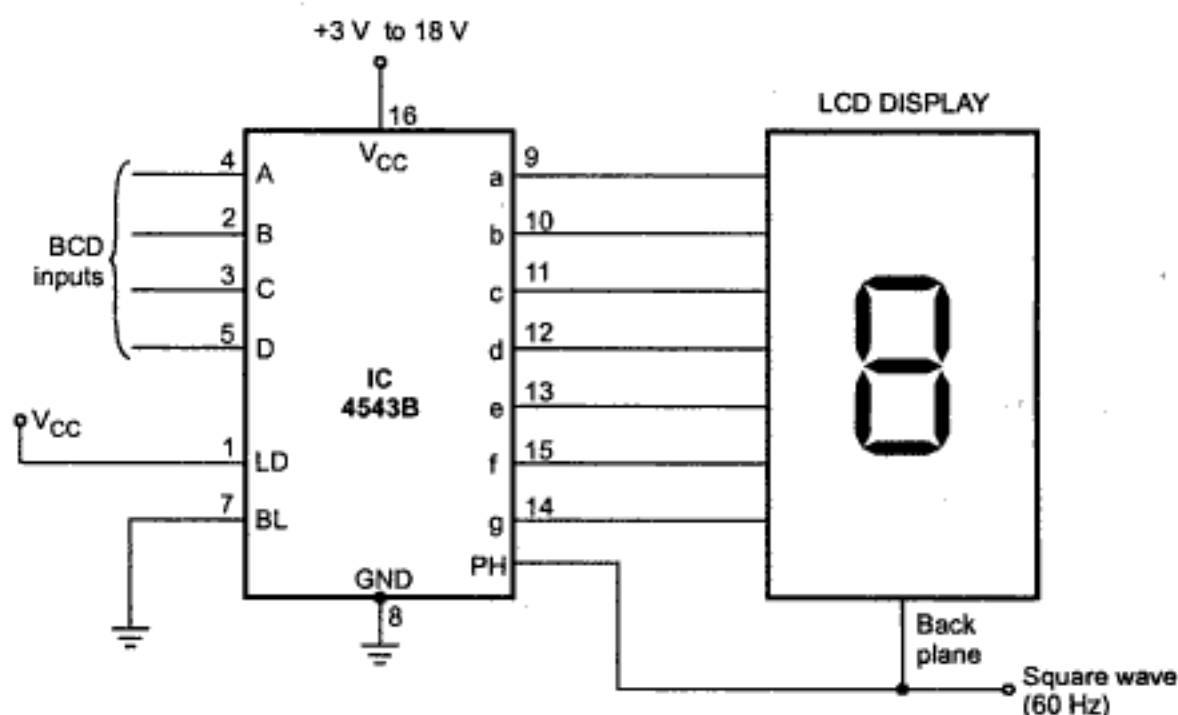 +3 V to 18 V
LCD DISPLAY
16
VCC
BCD
inputs
4
A
2
B
3
C
5
D
a
9
b
10
c
11
d
12
e
13
f
15
g
14
PH
IC
4543B
VCC
1
LD
7
BL
GND
8
Back
plane
Square wave
(60 Hz)